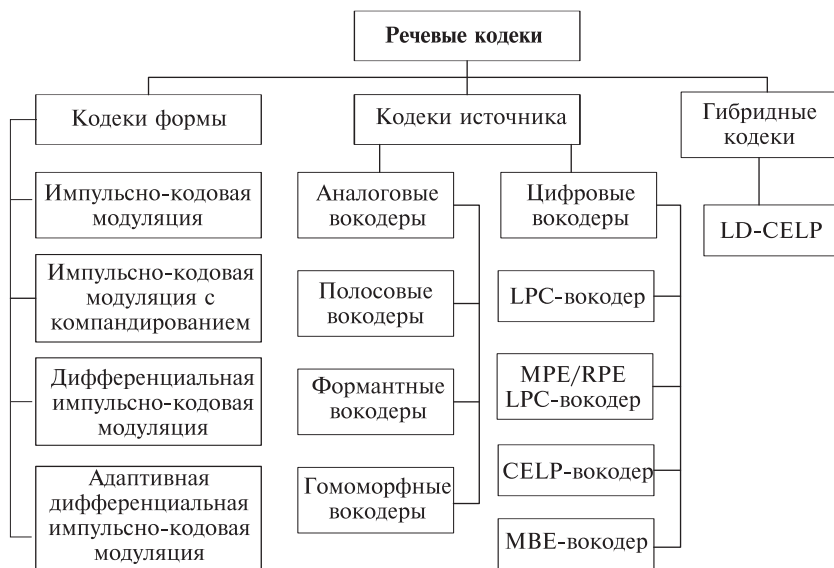 Речевые кодеки
Кодеки формы
Кодеки источника
Гибридные
кодеки
Импульсно-кодовая
модуляция
Импульсно-кодовая
модуляция с
компандированием
Дифференциальная
импульсно-кодовая
модуляция
Адаптивная
дифференциальная
импульсно-кодовая
модуляция
Аналоговые
вокодеры
Полосовые
вокодеры
Формантные
вокодеры
Гомоморфные
вокодеры
Цифровые
вокодеры
LPC-вокодер
MPE/RPE
LPC-вокодер
CELP-вокодер
MBE-вокодер
LD-CELP